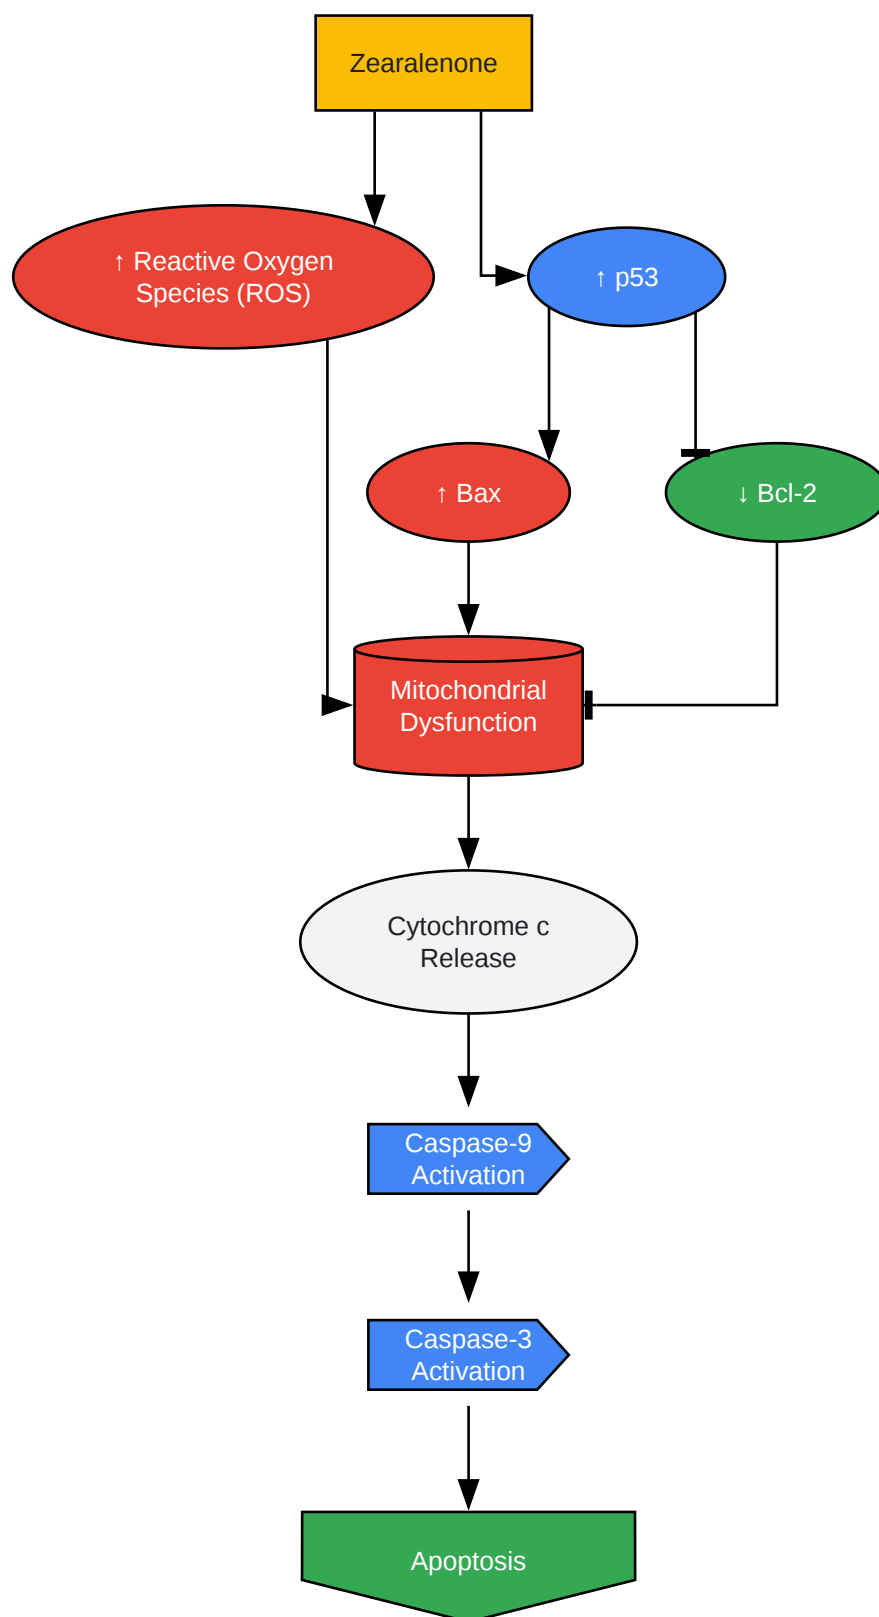 Zearalenone
↑ Reactive Oxygen
Species (ROS)
↑ p53
↑ Bax
↓ Bcl-2
Mitochondrial
Dysfunction
Cytochrome c
Release
Caspase-9
Activation
Caspase-3
Activation
Apoptosis